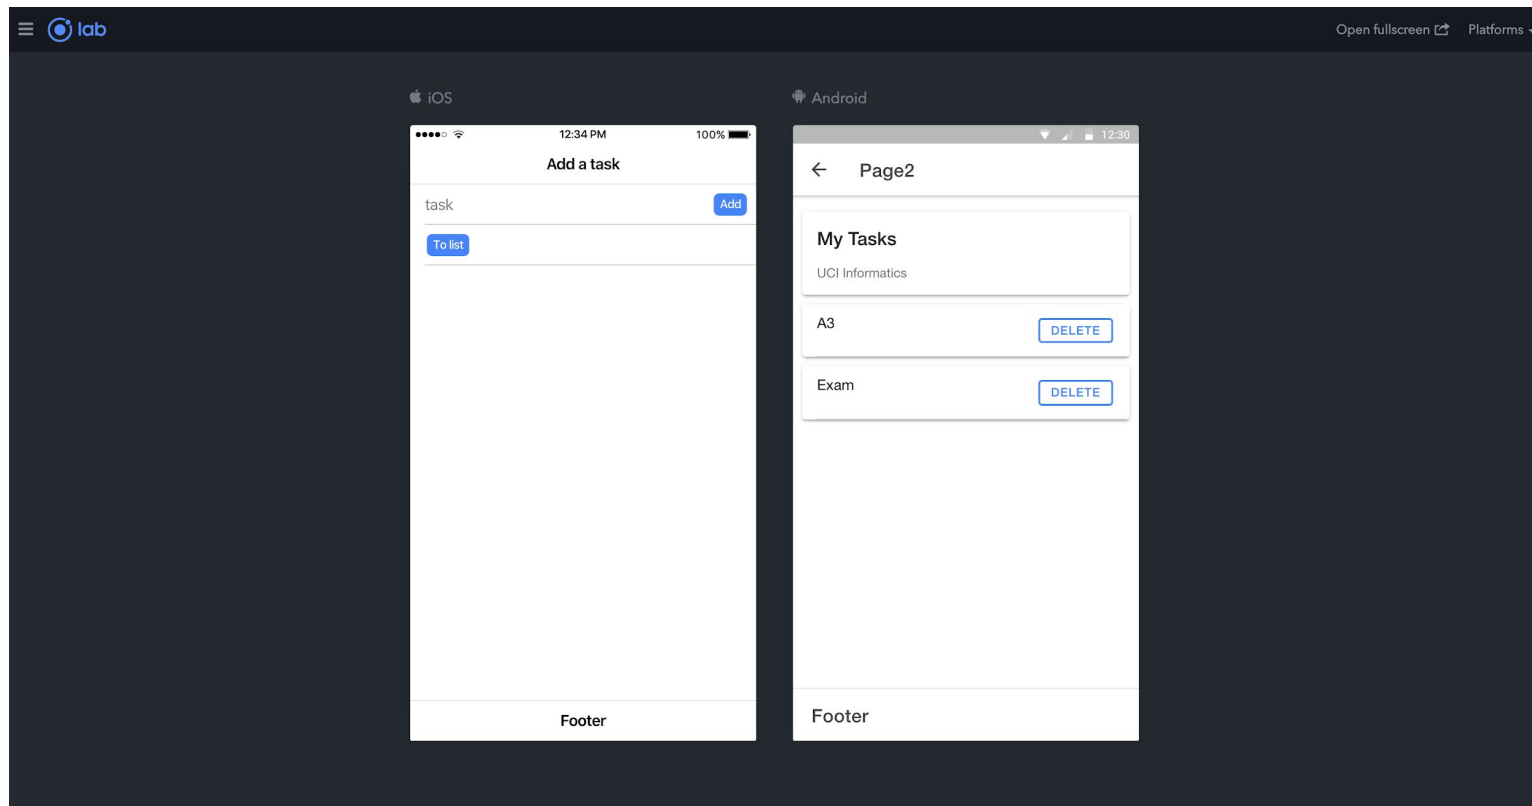 lab
Open fullscreen
Platforms
iOS
12:34 PM
100%
Add a task
task
Add
To list
Footer
Android
12:30
Page2
My Tasks
UCI Informatics
A3
DELETE
Exam
DELETE
Footer